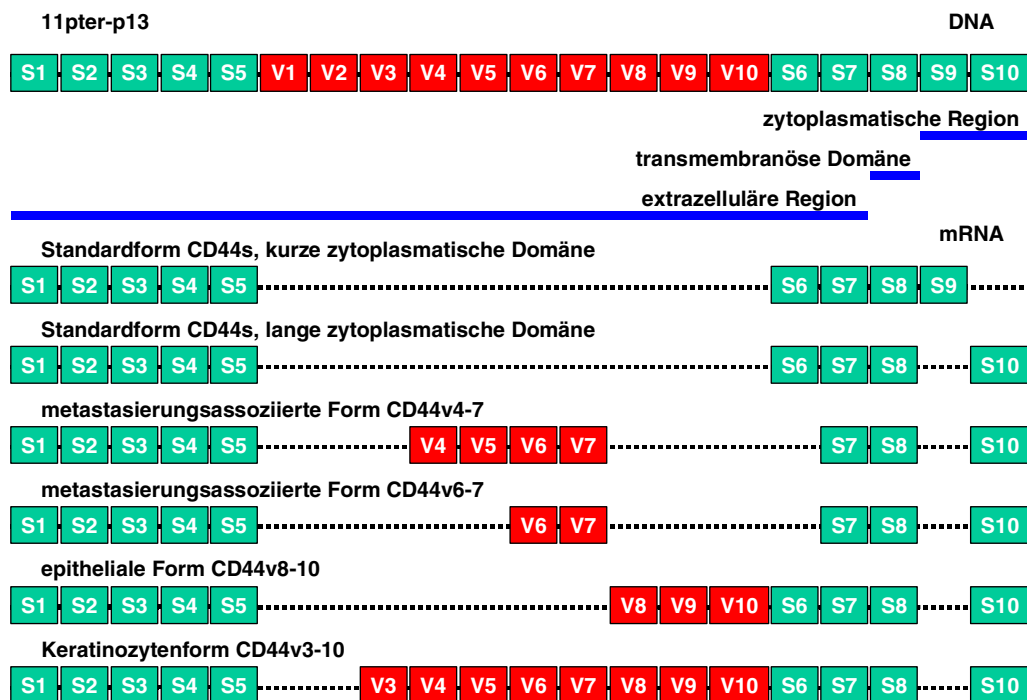 11pter-p13 DNA
S1 S2 S3 S4 S5 V1 V2 V3 V4 V5 V6 V7 V8 V9 V10 S6 S7 S8 S9 S10
zytoplasmatische Region
transmembranöse Domäne
extrazelluläre Region
mRNA
Standardform CD44s, kurze zytoplasmatische Domäne
S1 S2 S3 S4 S5 S6 S7 S8 S9
Standardform CD44s, lange zytoplasmatische Domäne
S1 S2 S3 S4 S5 S6 S7 S8 S10
metastasierungsassoziierte Form CD44v4-7
S1 S2 S3 S4 S5 V4 V5 V6 V7 S7 S8 S10
metastasierungsassoziierte Form CD44v6-7
S1 S2 S3 S4 S5 V6 V7 S7 S8 S10
epitheliale Form CD44v8-10
S1 S2 S3 S4 S5 V8 V9 V10 S6 S7 S8 S10
Keratinozytenform CD44v3-10
S1 S2 S3 S4 S5 V3 V4 V5 V6 V7 V8 V9 V10 S6 S7 S8 S10